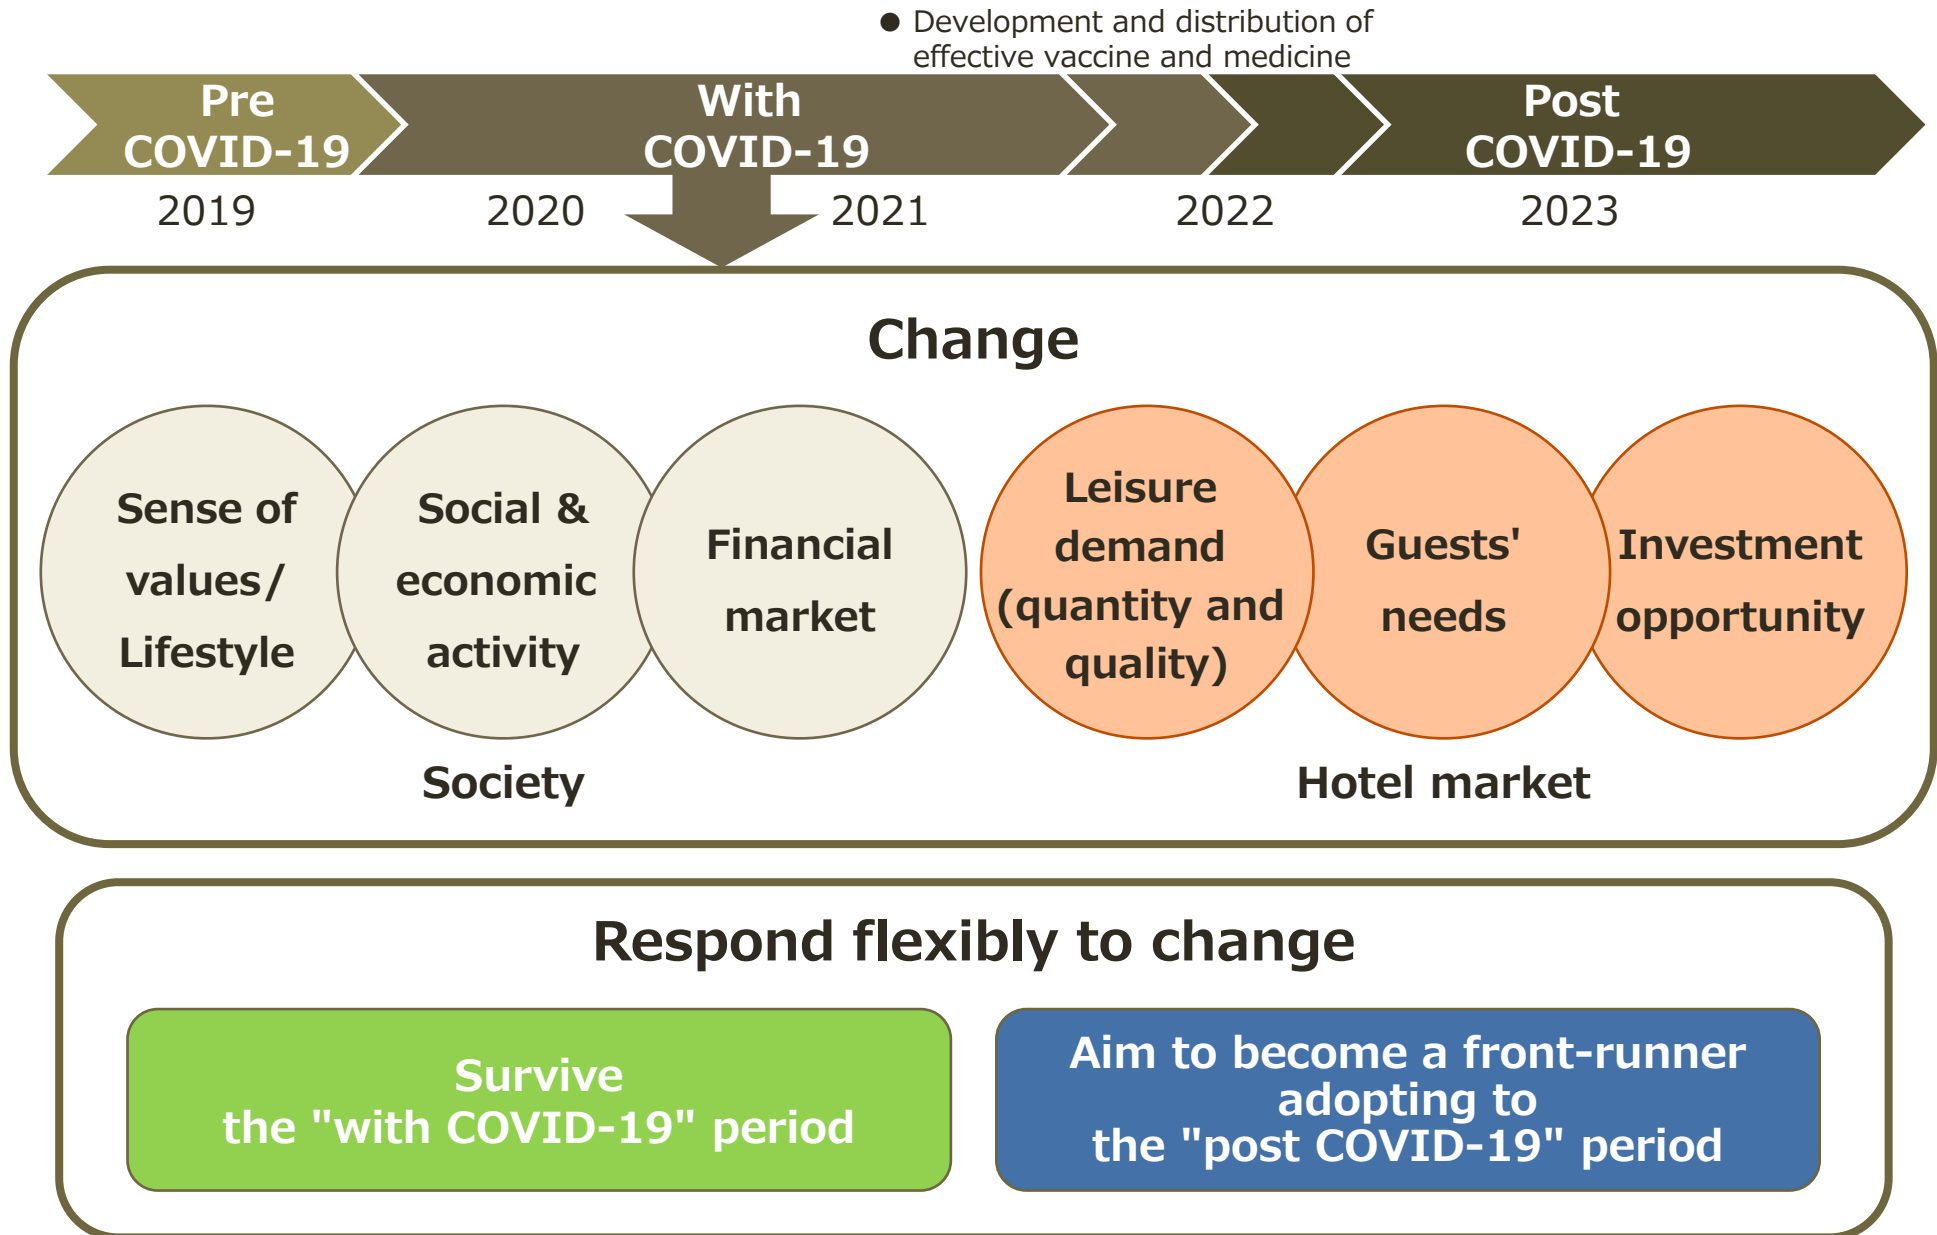 ● Development and distribution of
effective vaccine and medicine
Pre
COVID-19
With
COVID-19
Post
COVID-19
2019
2020
2021
2022
2023
Change
Sense of
values/
Lifestyle
Social &
economic
activity
Financial
market
Leisure
demand
(quantity and
quality)
Guests'
needs
Investment
opportunity
Society
Hotel market
Respond flexibly to change
Survive
the "with COVID-19" period
Aim to become a front-runner
adopting to
the "post COVID-19" period